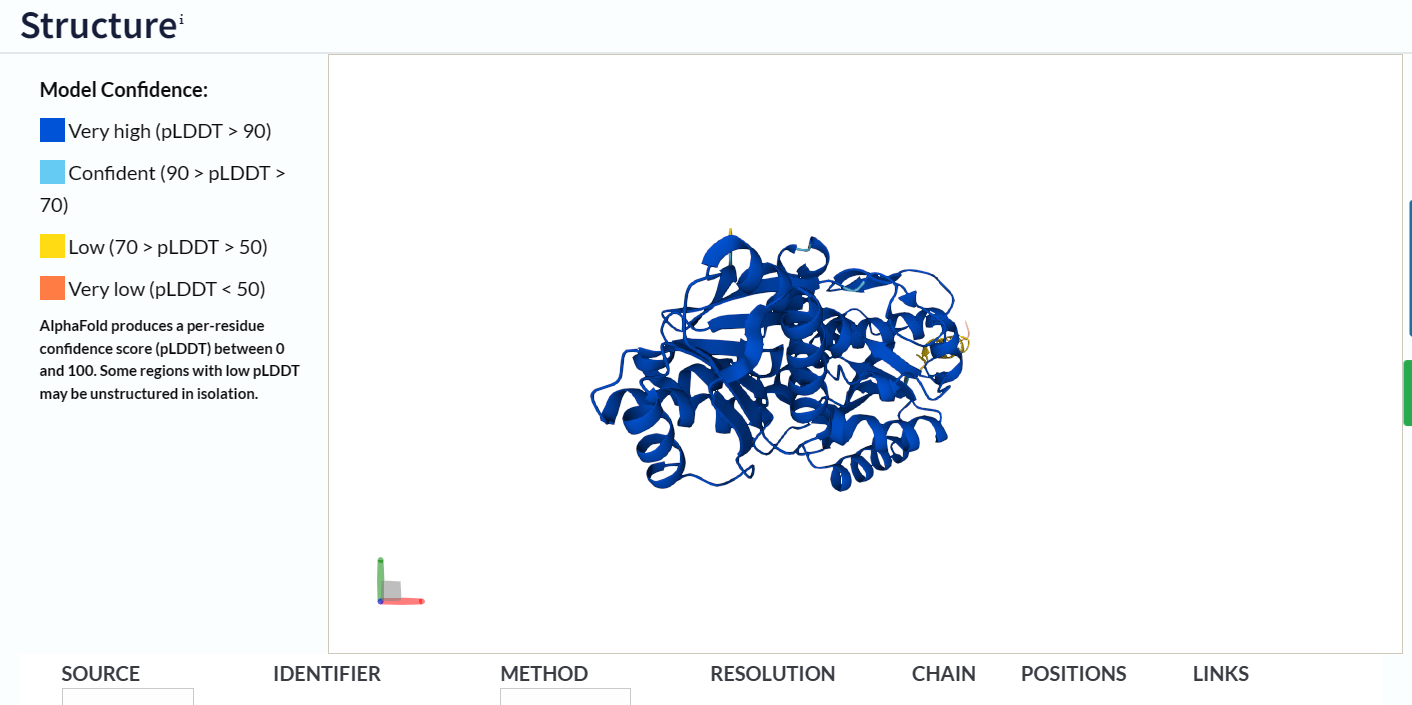 Structureⁱ
Model Confidence:
Very high (pLDDT > 90)
Confident (90 > pLDDT >
70)
Low (70 > pLDDT > 50)
Very low (pLDDT < 50)
AlphaFold produces a per-residue
confidence score (pLDDT) between 0
and 100. Some regions with low pLDDT
may be unstructured in isolation.
SOURCE IDENTIFIER METHOD RESOLUTION CHAIN POSITIONS LINKS